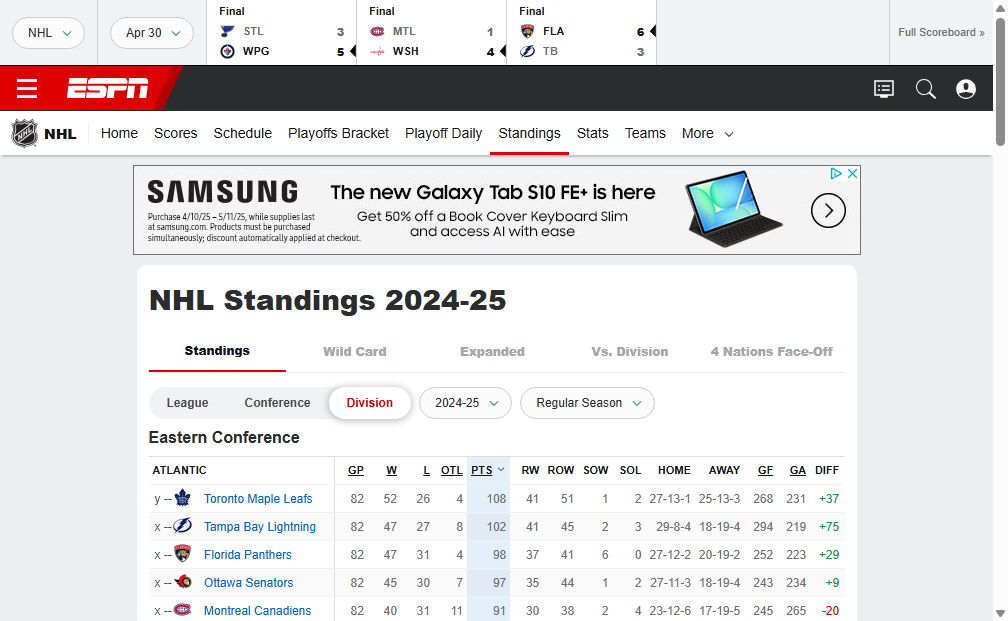 NHL
Apr 30
Final
STL 3
WPG 5
Final
MTL 1
WSH 4
Final
FLA 6
TB 3
Full Scoreboard »
ESPN
NHL Home Scores Schedule Playoffs Bracket Playoff Daily Standings Stats Teams More
SAMSUNG
Purchase 4/10/25 – 5/11/25, while supplies last
at samsung.com. Products must be purchased
simultaneously; discount automatically applied at checkout.
The new Galaxy Tab S10 FE+ is here
Get 50% off a Book Cover Keyboard Slim
and access AI with ease
NHL Standings 2024-25
Standings Wild Card Expanded Vs. Division 4 Nations Face-Off
League Conference Division 2024-25 Regular Season
Eastern Conference
ATLANTIC GP W L OTL PTS RW ROW SOW SOL HOME AWAY GF GA DIFF
y -- Toronto Maple Leafs 82 52 26 4 108 41 51 1 2 27-13-1 25-13-3 268 231 +37
x -- Tampa Bay Lightning 82 47 27 8 102 41 45 2 3 29-8-4 18-19-4 294 219 +75
x -- Florida Panthers 82 47 31 4 98 37 41 6 0 27-12-2 20-19-2 252 223 +29
x -- Ottawa Senators 82 45 30 7 97 35 44 1 2 27-11-3 18-19-4 243 234 +9
x -- Montreal Canadiens 82 40 31 11 91 30 38 2 4 23-12-6 17-19-5 245 265 -20